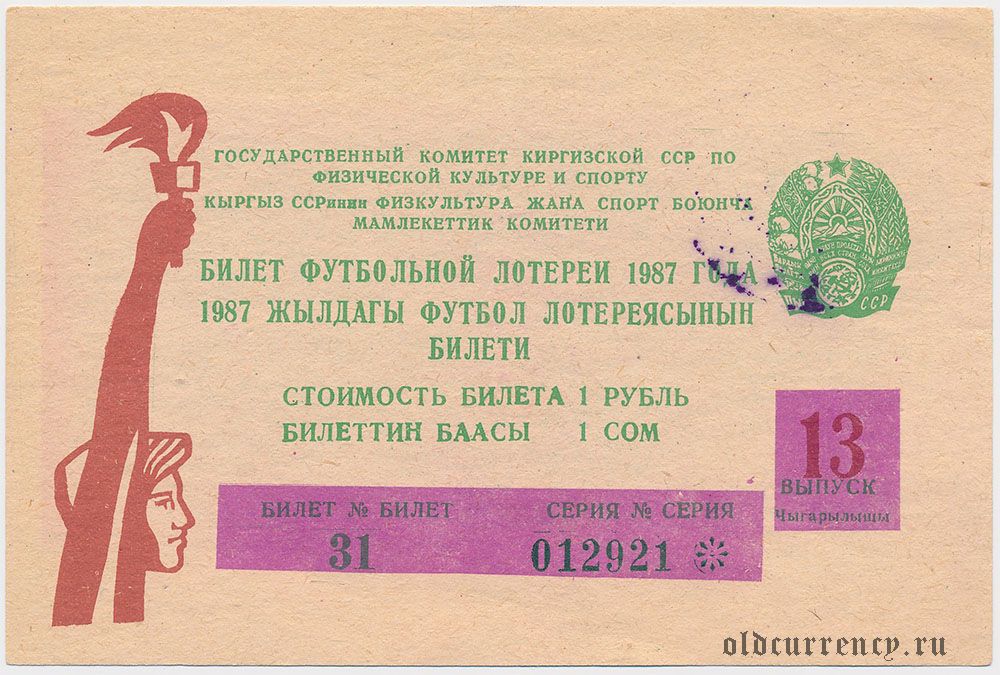 ГОСУДАРСТВЕННЫЙ КОМИТЕТ КИРГИЗСКОЙ ССР ПО
ФИЗИЧЕСКОЙ КУЛЬТУРЕ И СПОРТУ
КЫРГЫЗ ССРинин ФИЗКУЛЬТУРА ЖАНА СПОРТ БОЮНЧА
МАМЛЕКЕТТИК КОМИТЕТИ
БИЛЕТ ФУТБОЛЬНОЙ ЛОТЕРЕИ 1987 ГОДА
1987 ЖЫЛДАГЫ ФУТБОЛ ЛОТЕРЕЯСЫНЫН
БИЛЕТИ
СТОИМОСТЬ БИЛЕТА 1 РУБЛЬ
БИЛЕТТИН БААСЫ 1 СОМ
ССР
13
ВЫПУСК
Чыгарылышы
БИЛЕТ № БИЛЕТ СЕРИЯ № СЕРИЯ
31 012921
oldcurrency.ru